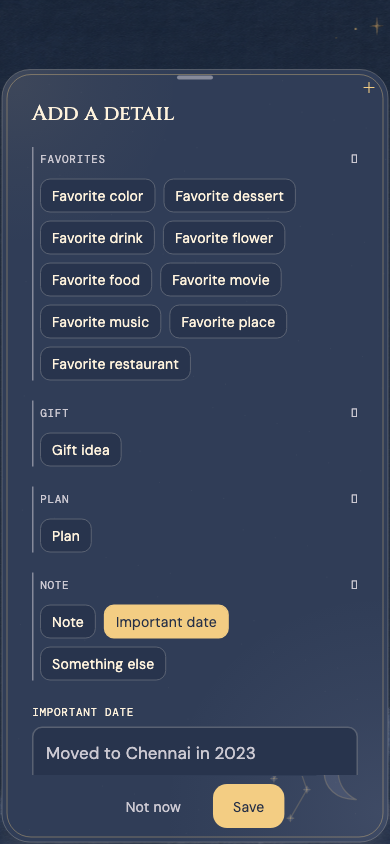 Add a detail
FAVORITES
Favorite color Favorite dessert
Favorite drink Favorite flower
Favorite food Favorite movie
Favorite music Favorite place
Favorite restaurant
GIFT
Gift idea
PLAN
Plan
NOTE
Note Important date
Something else
IMPORTANT DATE
Moved to Chennai in 2023
Not now Save